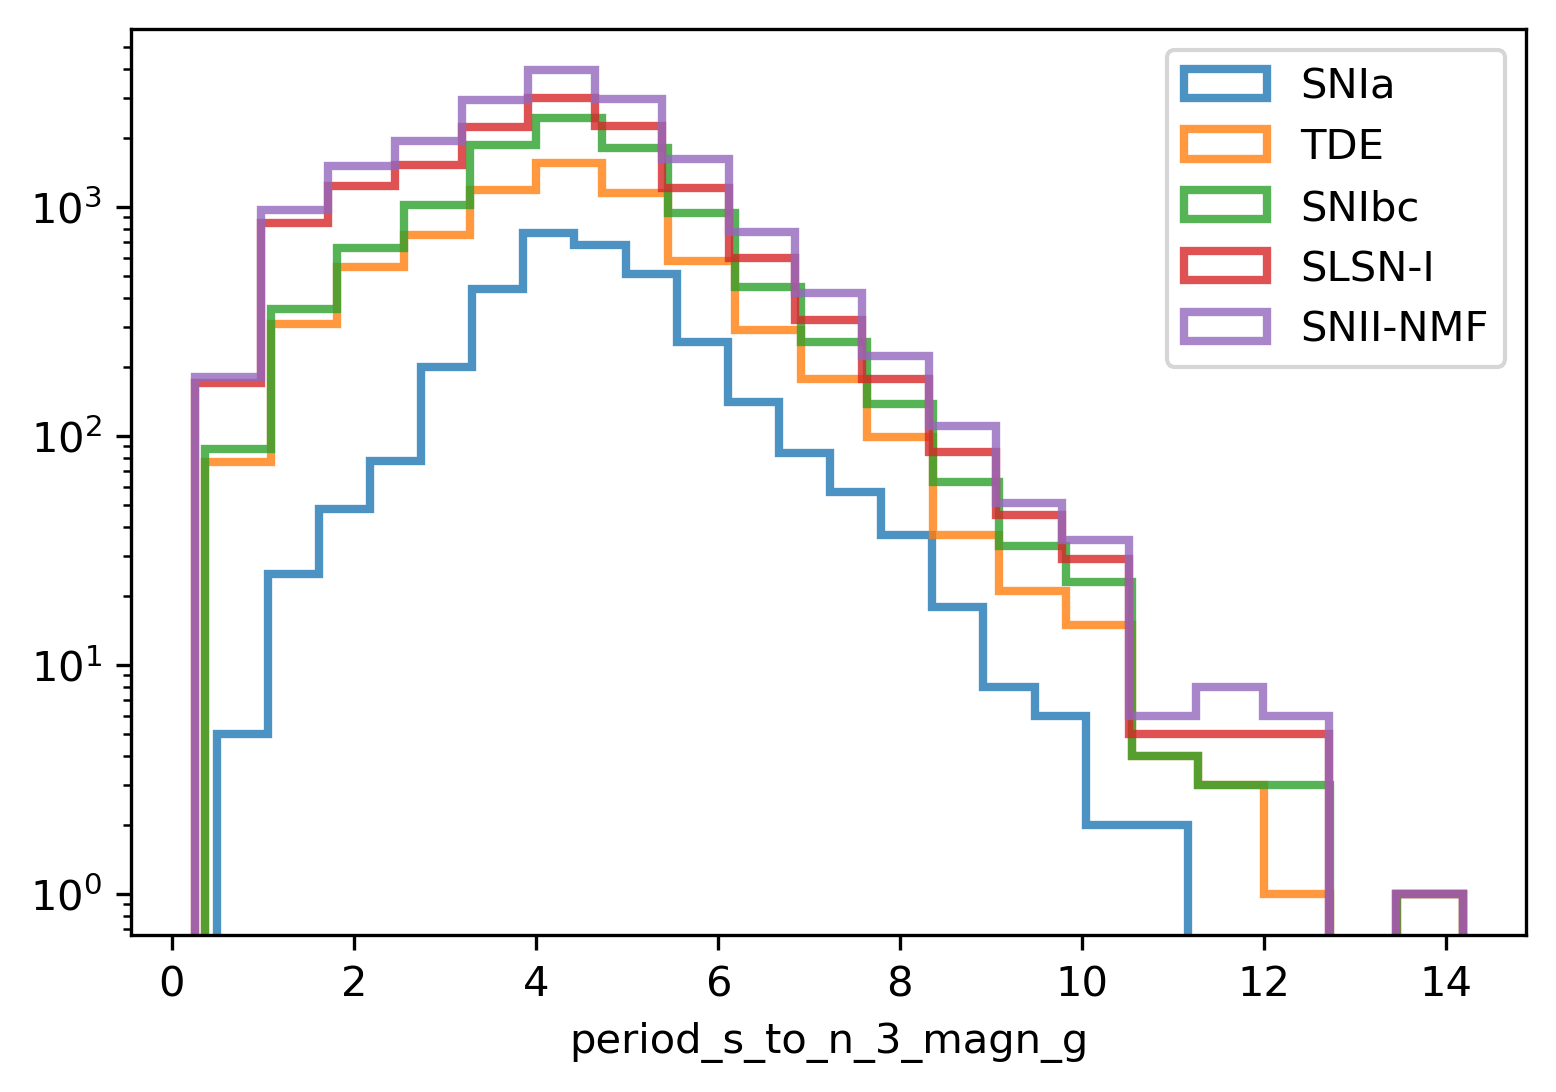 SNIa
TDE
SNIbc
SLSN-I
SNII-NMF
10³
10²
10¹
10⁰
0 2 4 6 8 10 12 14
period_s_to_n_3_magn_g